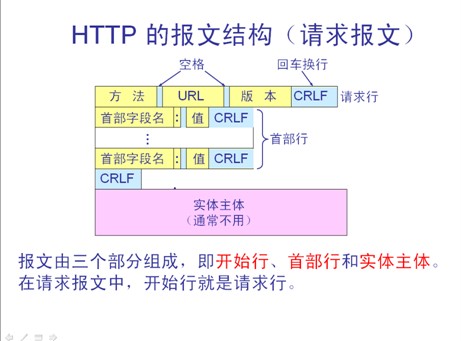 HTTP 的报文结构（请求报文）
空格 回车换行
方 法 URL 版 本 CRLF 请求行
首部字段名 : 值 CRLF
⋮ 首部行
首部字段名 : 值 CRLF
CRLF
实体主体
（通常不用）
报文由三个部分组成，即开始行、首部行和实体主体。
在请求报文中，开始行就是请求行。